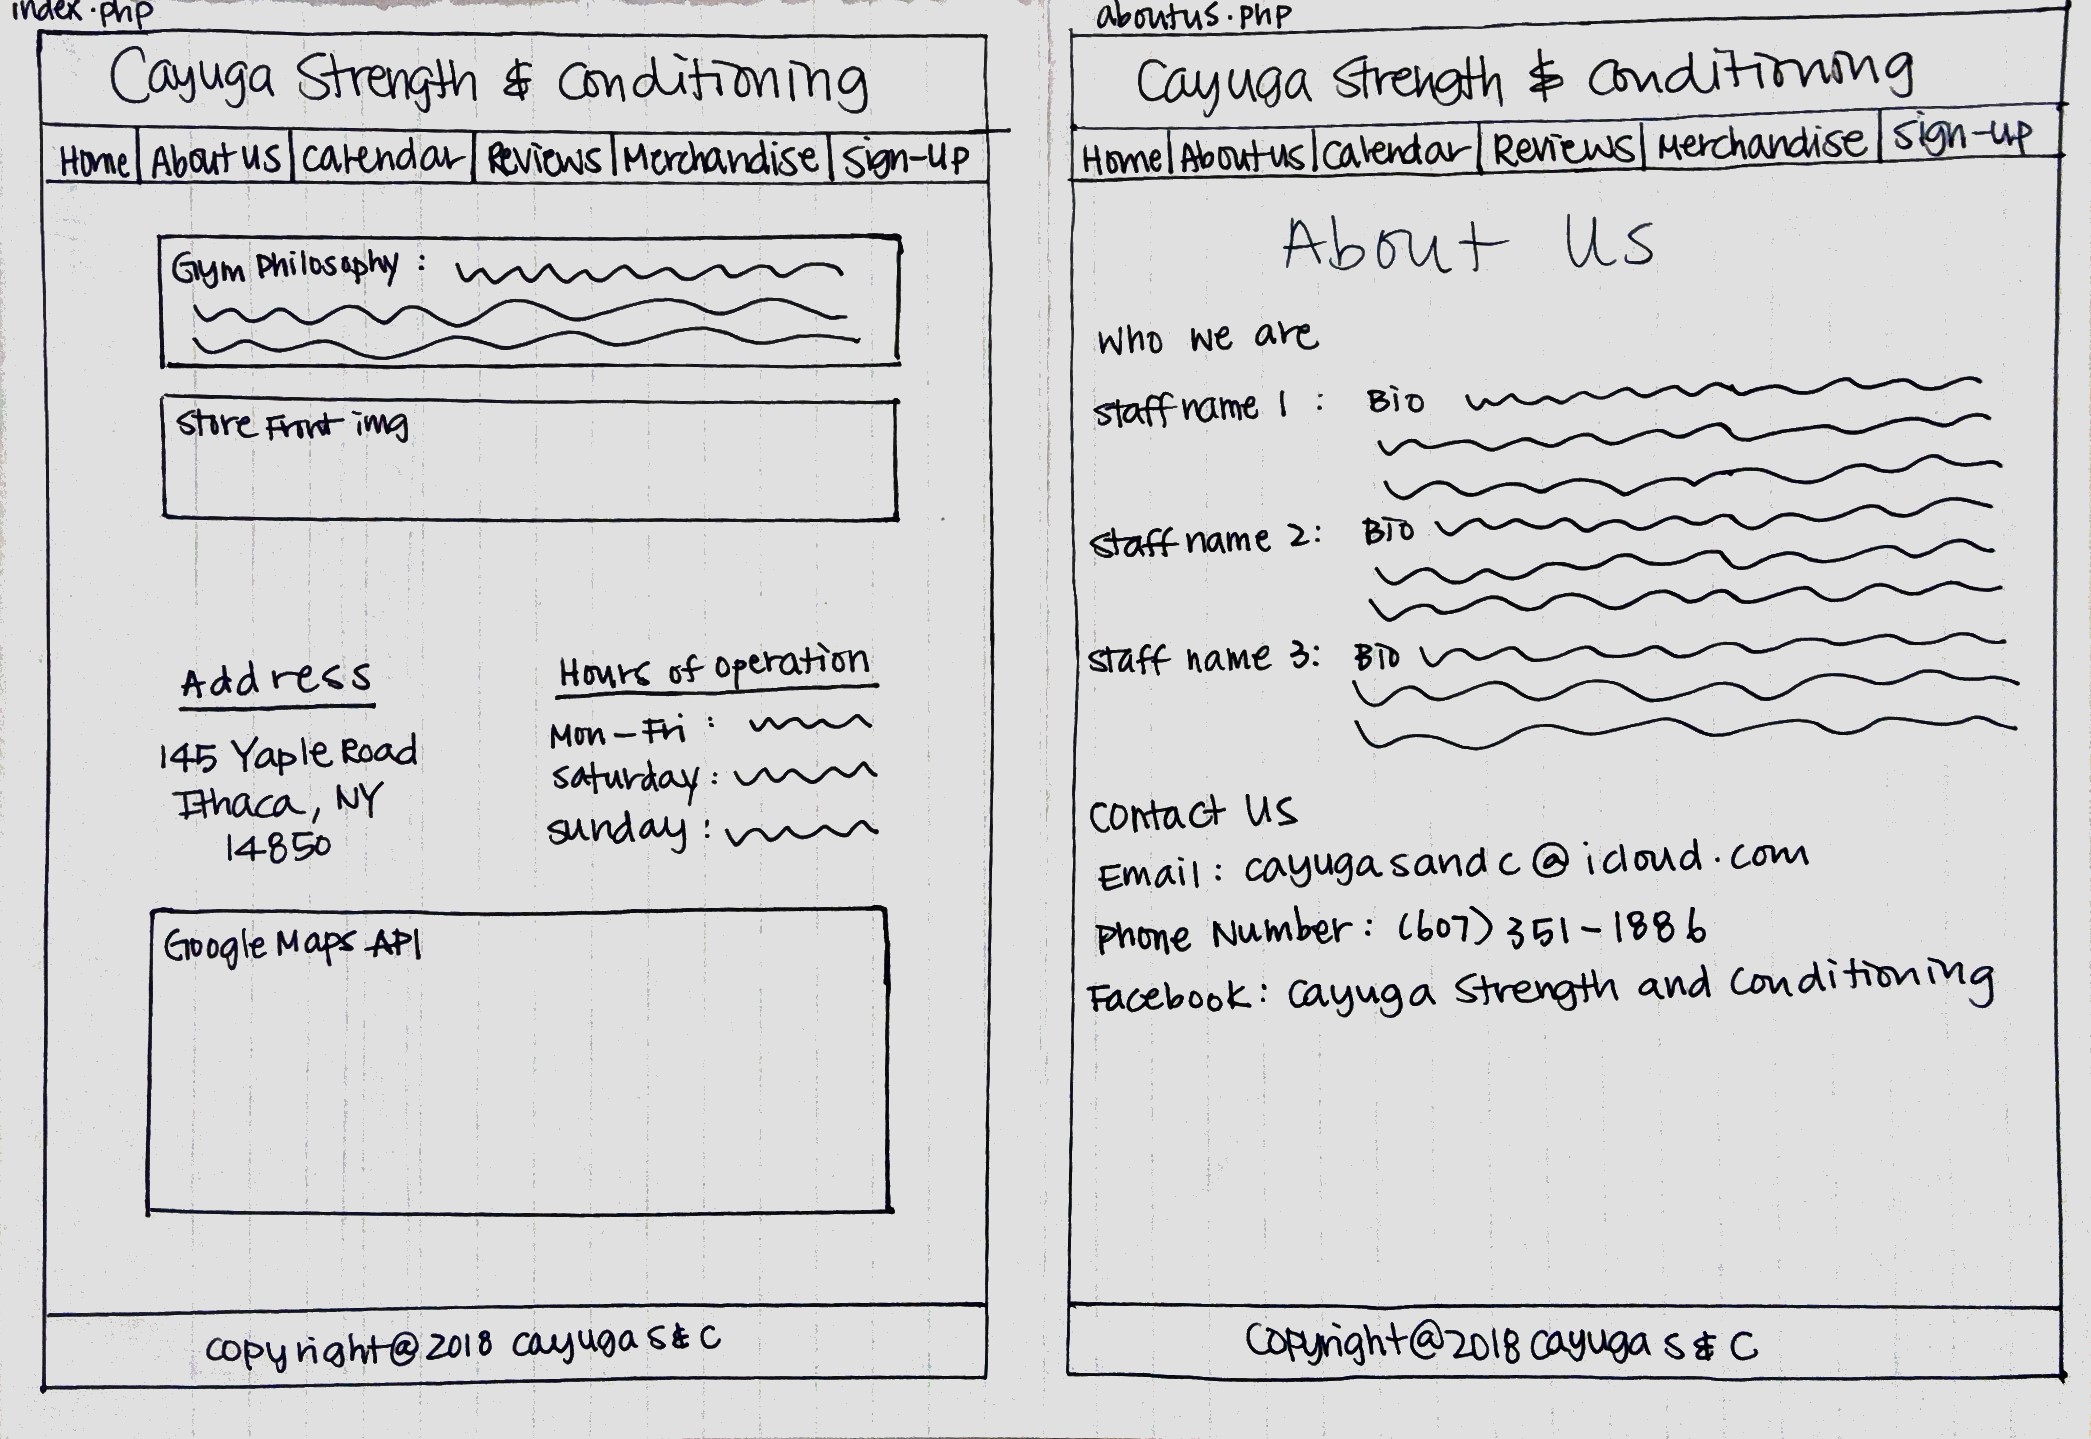 index.php
Cayuga Strength & Conditioning
Home About us Calendar Reviews Merchandise Sign-up
Gym Philosophy :
Store Front img
Address
145 Yaple Road
Ithaca, NY
14850
Hours of operation
Mon-Fri :
Saturday :
Sunday :
Google Maps API
copyright@2018 Cayuga S & C
aboutus.php
Cayuga Strength & Conditionong
Home About us Calendar Reviews Merchandise Sign-up
About Us
Who we are
Staff name 1 : Bio
Staff name 2: Bio
Staff name 3: Bio
Contact Us
Email : cayugasandc@icloud.com
Phone Number : (607) 351-1886
Facebook : Cayuga Strength and Conditioning
Copyright@2018 Cayuga S & C